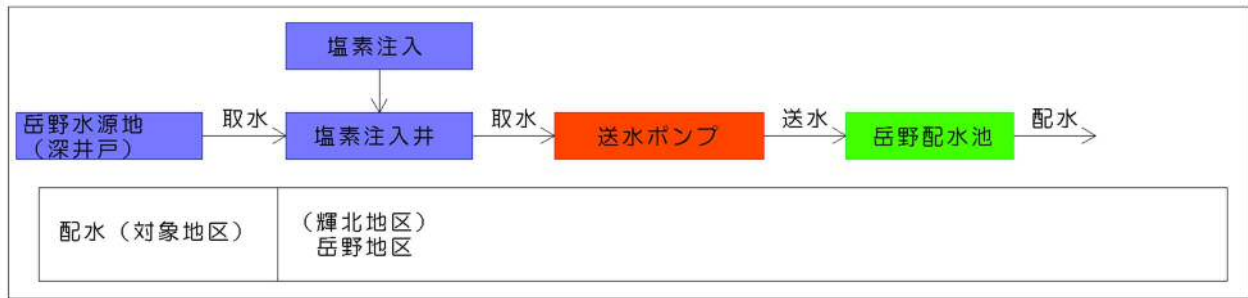 塩素注入
岳野水源地
（深井戸）
取水
塩素注入井
取水
送水ポンプ
送水
岳野配水池
配水
配水（対象地区）
（輝北地区）
岳野地区